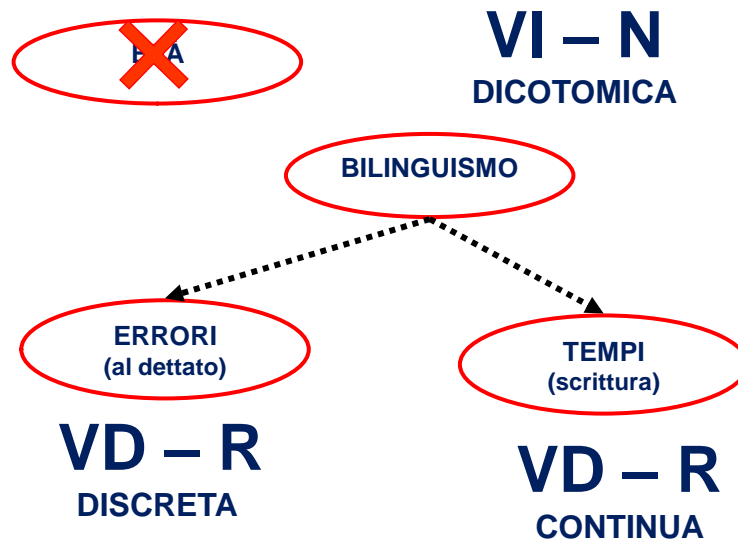 VI – N
DICOTOMICA
BILINGUISMO
ERRORI
(al dettato)
TEMPI
(scrittura)
VD – R
DISCRETA
VD – R
CONTINUA